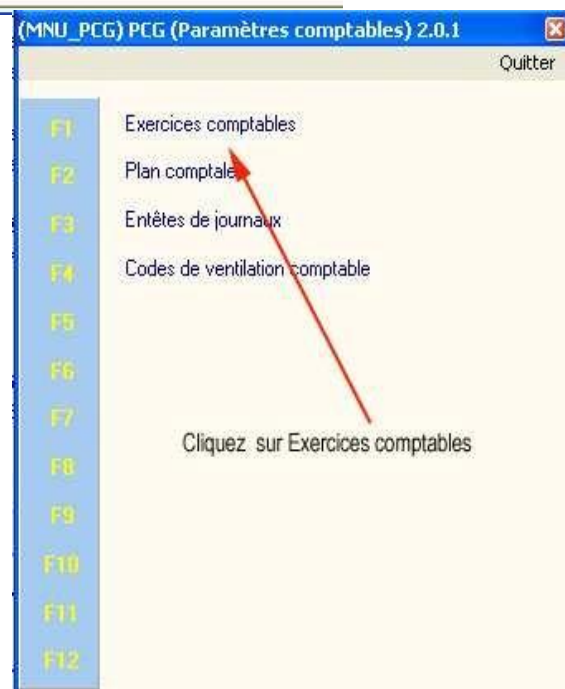 (MNU_PCG) PCG (Paramètres comptables) 2.0.1
Quitter
F1 Exercices comptables
F2 Plan comptale
F3 Entêtes de journaux
F4 Codes de ventilation comptable
F5
F6
F7
Cliquez sur Exercices comptables
F8
F9
F10
F11
F12